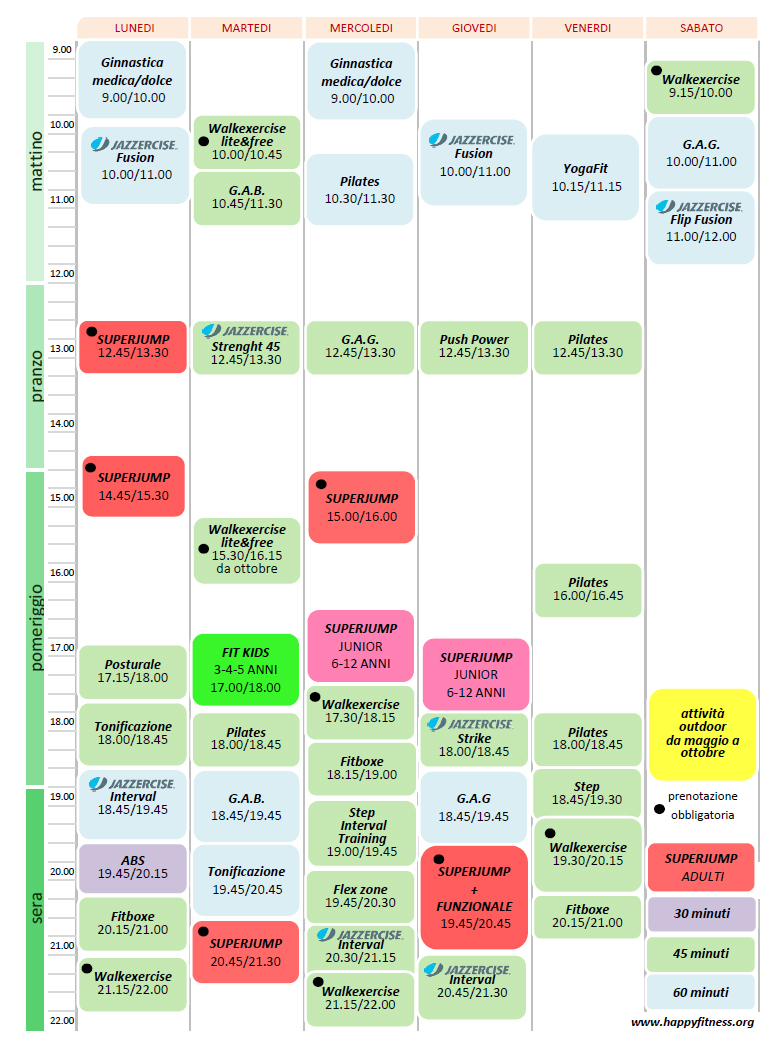 LUNEDI MARTEDI MERCOLEDI GIOVEDI VENERDI SABATO
mattino
pranzo
pomeriggio
sera
9.00
10.00
11.00
12.00
13.00
14.00
15.00
16.00
17.00
18.00
19.00
20.00
21.00
22.00
Ginnastica
medica/dolce
9.00/10.00
JAZZERCISE.
Fusion
10.00/11.00
SUPERJUMP
12.45/13.30
SUPERJUMP
14.45/15.30
Posturale
17.15/18.00
Tonificazione
18.00/18.45
JAZZERCISE.
Interval
18.45/19.45
ABS
19.45/20.15
Fitboxe
20.15/21.00
Walkexercise
21.15/22.00
Walkexercise
lite&free
10.00/10.45
G.A.B.
10.45/11.30
JAZZERCISE.
Strenght 45
12.45/13.30
Walkexercise
lite&free
15.30/16.15
da ottobre
FIT KIDS
3-4-5 ANNI
17.00/18.00
Pilates
18.00/18.45
G.A.B.
18.45/19.45
Tonificazione
19.45/20.45
SUPERJUMP
20.45/21.30
Ginnastica
medica/dolce
9.00/10.00
Pilates
10.30/11.30
G.A.G.
12.45/13.30
SUPERJUMP
15.00/16.00
SUPERJUMP
JUNIOR
6-12 ANNI
Walkexercise
17.30/18.15
Fitboxe
18.15/19.00
Step
Interval
Training
19.00/19.45
Flex zone
19.45/20.30
JAZZERCISE.
Interval
20.30/21.15
Walkexercise
21.15/22.00
JAZZERCISE.
Fusion
10.00/11.00
Push Power
12.45/13.30
SUPERJUMP
JUNIOR
6-12 ANNI
JAZZERCISE.
Strike
18.00/18.45
G.A.G
18.45/19.45
SUPERJUMP
+
FUNZIONALE
19.45/20.45
JAZZERCISE.
Interval
20.45/21.30
YogaFit
10.15/11.15
Pilates
12.45/13.30
Pilates
16.00/16.45
Pilates
18.00/18.45
Step
18.45/19.30
Walkexercise
19.30/20.15
Fitboxe
20.15/21.00
Walkexercise
9.15/10.00
G.A.G.
10.00/11.00
JAZZERCISE.
Flip Fusion
11.00/12.00
attività
outdoor
da maggio a
ottobre
prenotazione
obbligatoria
SUPERJUMP
ADULTI
30 minuti
45 minuti
60 minuti
www.happyfitness.org